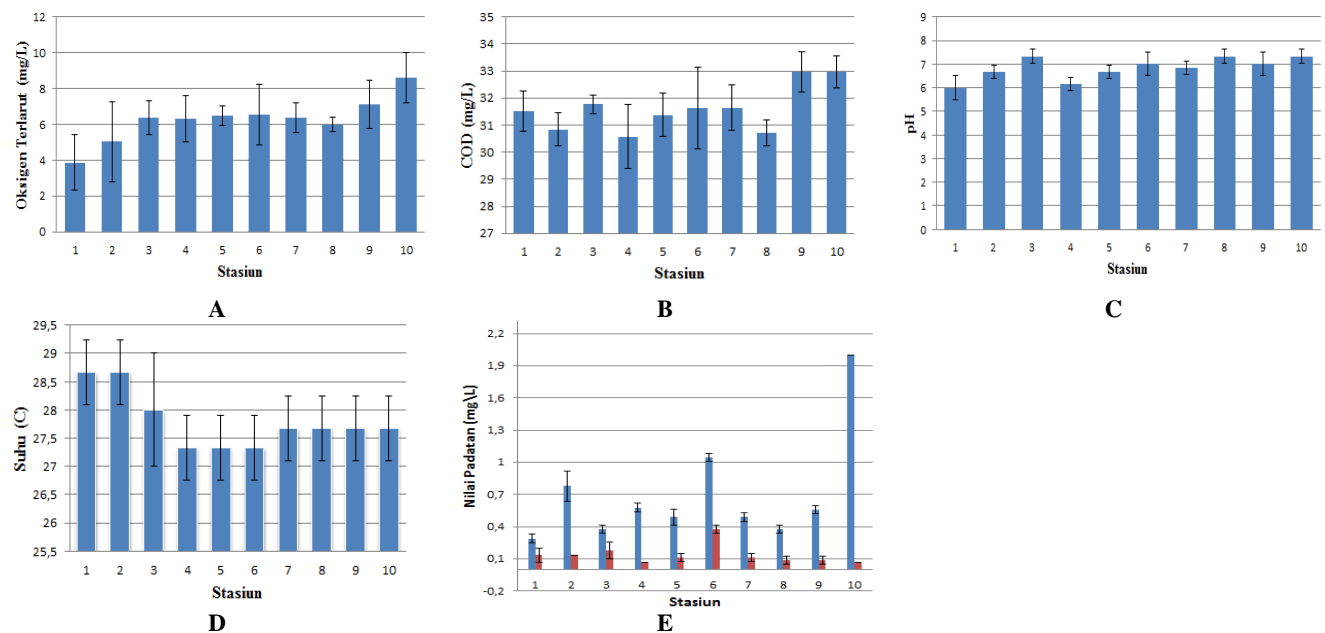 Oksigen Terlarut (mg/L)
12
10
8
6
4
2
0
1 2 3 4 5 6 7 8 9 10
Stasiun
A
COD (mg/L)
35
34
33
32
31
30
29
28
27
1 2 3 4 5 6 7 8 9 10
Stasiun
B
pH
9
8
7
6
5
4
3
2
1
0
1 2 3 4 5 6 7 8 9 10
Stasiun
C
Suhu (C)
29,5
29
28,5
28
27,5
27
26,5
26
25,5
1 2 3 4 5 6 7 8 9 10
Stasiun
D
Nilai Padatan (mg\L)
2,2
1,9
1,6
1,3
1
0,7
0,4
0,1
-0,2
1 2 3 4 5 6 7 8 9 10
Stasiun
E